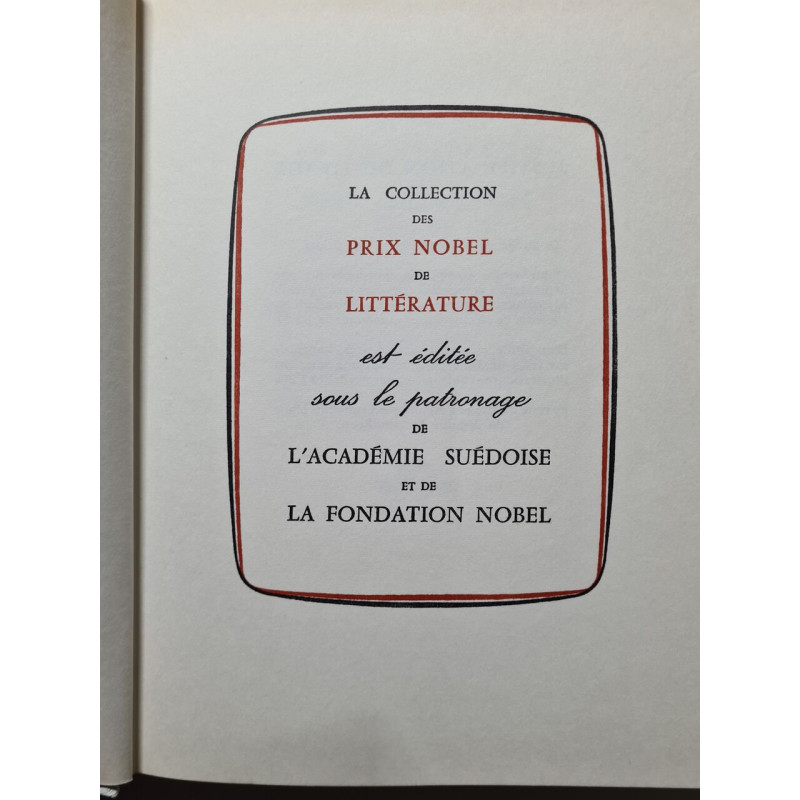 LA COLLECTION
DES
PRIX NOBEL
DE
LITTÉRATURE
est éditée
sous le patronage
DE
L'ACADÉMIE SUÉDOISE
ET DE
LA FONDATION NOBEL